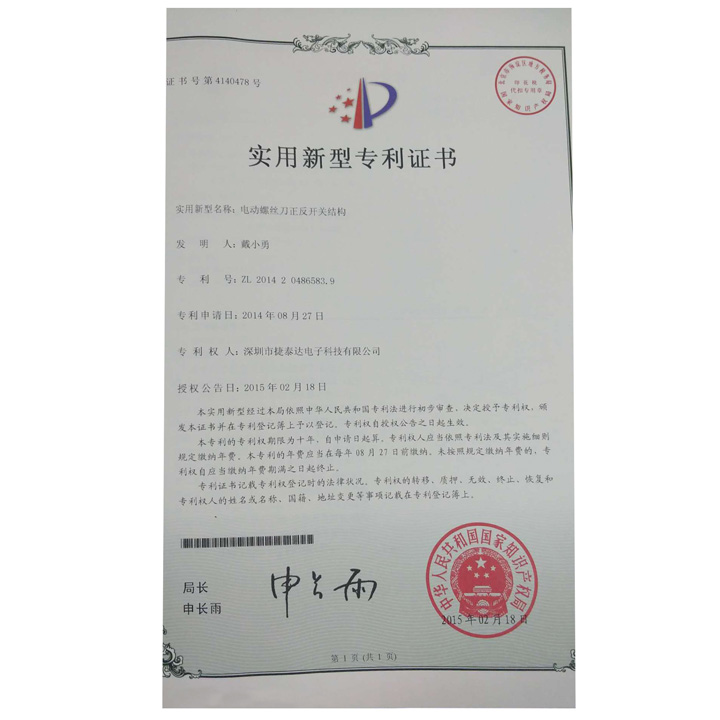 证书号第4140478号
印花税
代扣专用章
实用新型专利证书
实用新型名称：电动螺丝刀正反开关结构
发 明 人：戴小勇
专 利 号：ZL 2014 2 0486583.9
专利申请日：2014年08月27日
专 利 权 人：深圳市捷泰达电子科技有限公司
授权公告日：2015年02月18日
本实用新型经过本局依照中华人民共和国专利法进行初步审查，决定授予专利权，颁
发本证书并在专利登记簿上予以登记。专利权自授权公告之日起生效。
本专利的专利权期限为十年，自申请日起算。专利权人应当依照专利法及其实施细则
规定缴纳年费。本专利的年费应当在每年08月27日前缴纳。未按照规定缴纳年费的，专
利权自应当缴纳年费期满之日起终止。
专利证书记载专利权登记时的法律状况。专利权的转移、质押、无效、终止、恢复和
专利权人的姓名或名称、国籍、地址变更等事项记载在专利登记簿上。
局长
申长雨
申长雨
中华人民共和国国家知识产权局
2015年02月18日
第1页(共1页)